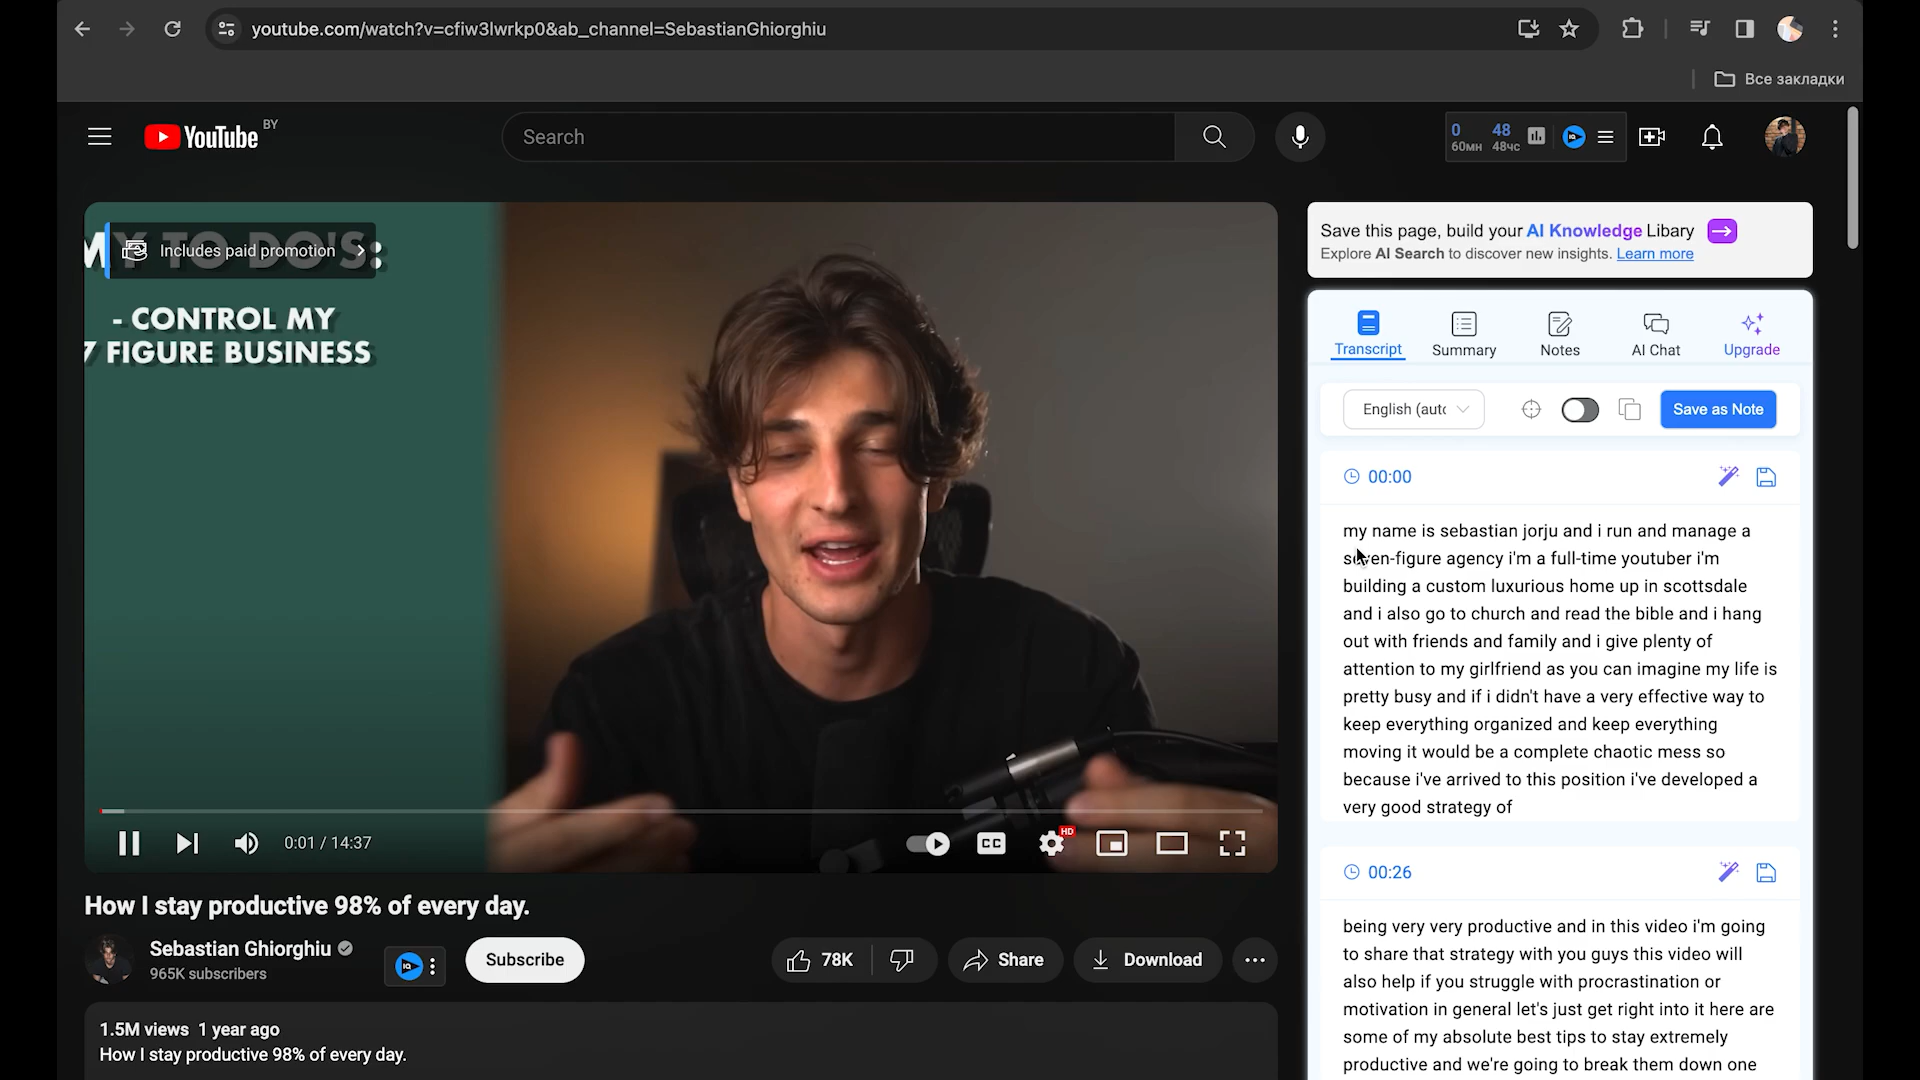 youtube.com/watch?v=cfiw3lwrkp0&ab_channel=SebastianGhiorghiu
Все закладки
YouTube BY
Search
0 48
60мн 48чс
MY TO DO'S:
Includes paid promotion
- CONTROL MY
7 FIGURE BUSINESS
0:01 / 14:37
CC
HD
How I stay productive 98% of every day.
Sebastian Ghiorghiu
965K subscribers
IQ
Subscribe
78K
Share
Download
1.5M views 1 year ago
How I stay productive 98% of every day.
Save this page, build your AI Knowledge Libary
Explore AI Search to discover new insights. Learn more
Transcript
Summary
Notes
AI Chat
Upgrade
English (auto
Save as Note
00:00
my name is sebastian jorju and i run and manage a
seven-figure agency i'm a full-time youtuber i'm
building a custom luxurious home up in scottsdale
and i also go to church and read the bible and i hang
out with friends and family and i give plenty of
attention to my girlfriend as you can imagine my life is
pretty busy and if i didn't have a very effective way to
keep everything organized and keep everything
moving it would be a complete chaotic mess so
because i've arrived to this position i've developed a
very good strategy of
00:26
being very very productive and in this video i'm going
to share that strategy with you guys this video will
also help if you struggle with procrastination or
motivation in general let's just get right into it here are
some of my absolute best tips to stay extremely
productive and we're going to break them down one